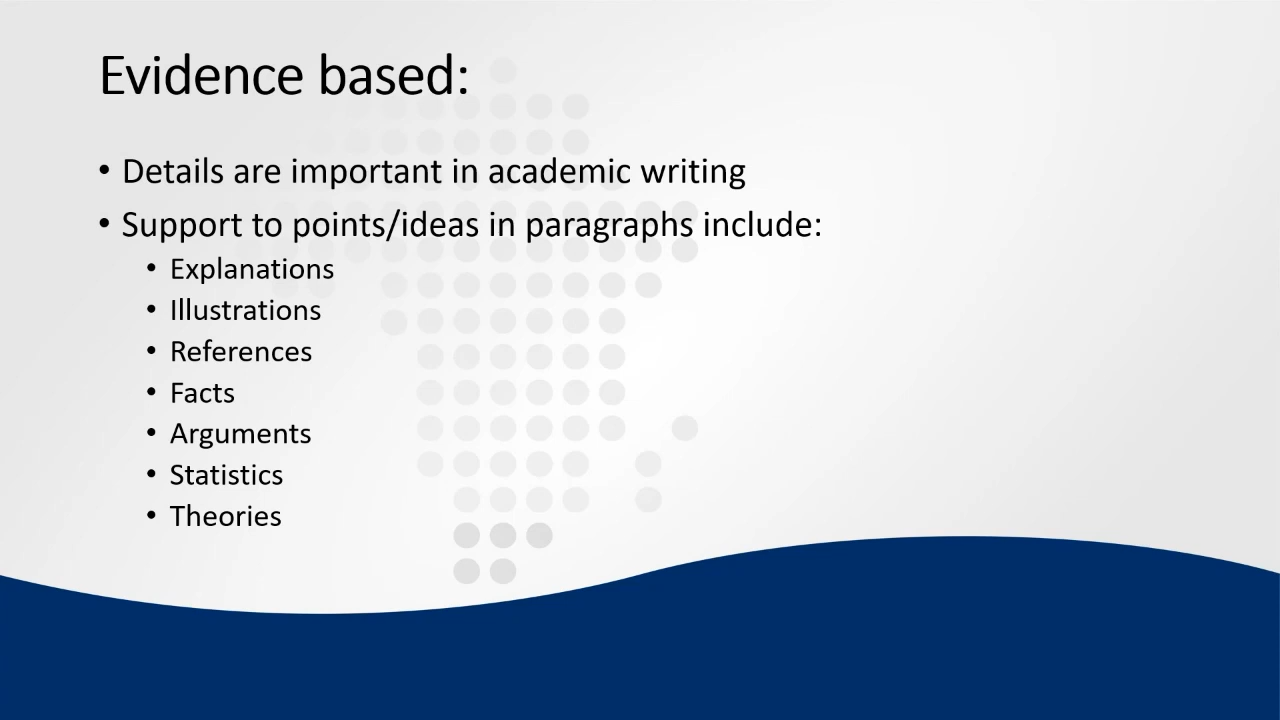 Evidence based:
• Details are important in academic writing
• Support to points/ideas in paragraphs include:
• Explanations
• Illustrations
• References
• Facts
• Arguments
• Statistics
• Theories